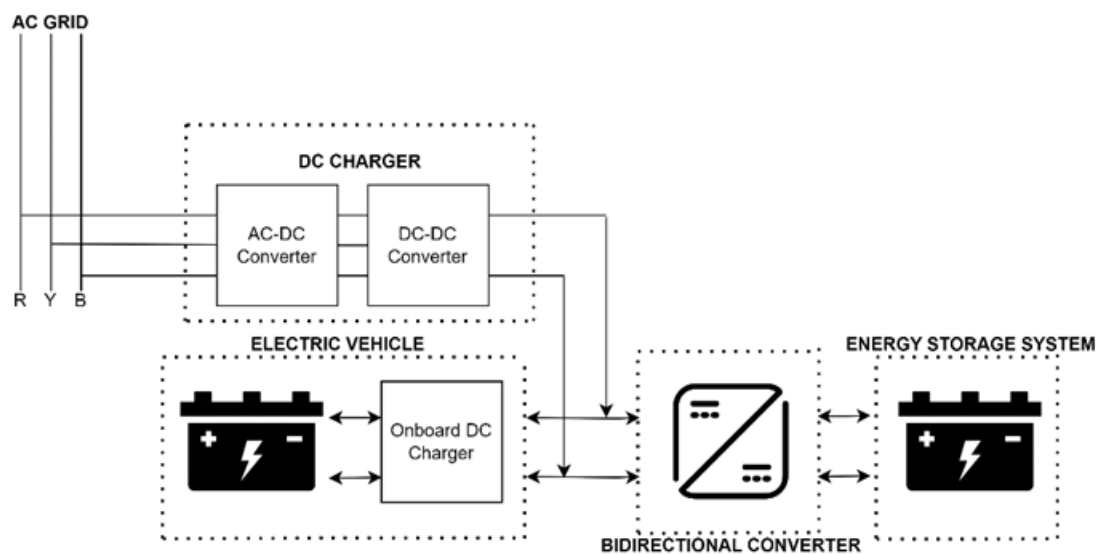 AC GRID
DC CHARGER
AC-DC
Converter
DC-DC
Converter
R Y B
ELECTRIC VEHICLE
ENERGY STORAGE SYSTEM
Onboard DC
Charger
BIDIRECTIONAL CONVERTER